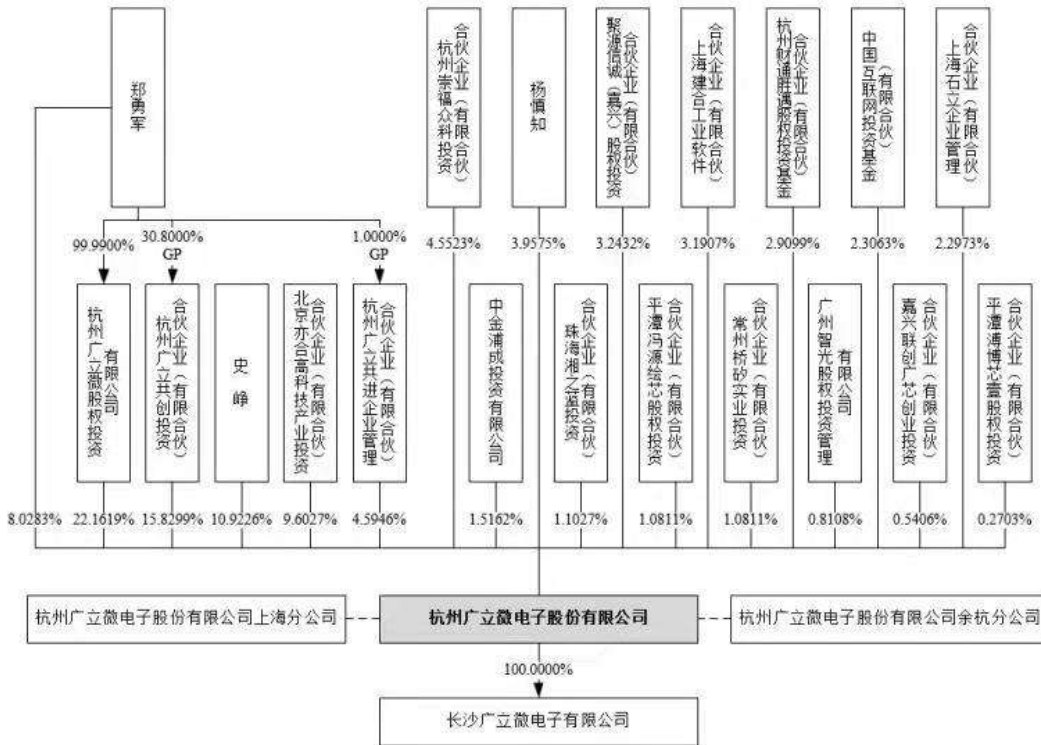 郑勇军
杭州崇福众科投资
合伙企业（有限合伙）
杨慎知
聚源信诚（嘉兴）股权投资
合伙企业（有限合伙）
上海建合工业软件
合伙企业（有限合伙）
杭州财通胜遇股权投资基金
合伙企业（有限合伙）
中国互联网投资基金
（有限合伙）
上海石立企业管理
合伙企业（有限合伙）
99.9900%
30.8000%
GP
1.0000%
GP
4.5523%
3.9575%
3.2432%
3.1907%
2.9099%
2.3063%
2.2973%
杭州广立微股权投资
有限公司
杭州广立共创投资
合伙企业（有限合伙）
史峥
北京亦合高科技产业投资
合伙企业（有限合伙）
杭州广立共进企业管理
合伙企业（有限合伙）
中金浦成投资有限公司
珠海湘之蓝投资
合伙企业（有限合伙）
平潭冯源绘芯股权投资
合伙企业（有限合伙）
常州桥矽实业投资
合伙企业（有限合伙）
广州智光股权投资管理
有限公司
嘉兴联创广芯创业投资
合伙企业（有限合伙）
平潭溥博芯壹股权投资
合伙企业（有限合伙）
8.0283%
22.1619%
15.8299%
10.9226%
9.6027%
4.5946%
1.5162%
1.1027%
1.0811%
1.0811%
0.8108%
0.5406%
0.2703%
杭州广立微电子股份有限公司上海分公司
杭州广立微电子股份有限公司
杭州广立微电子股份有限公司余杭分公司
100.0000%
长沙广立微电子有限公司